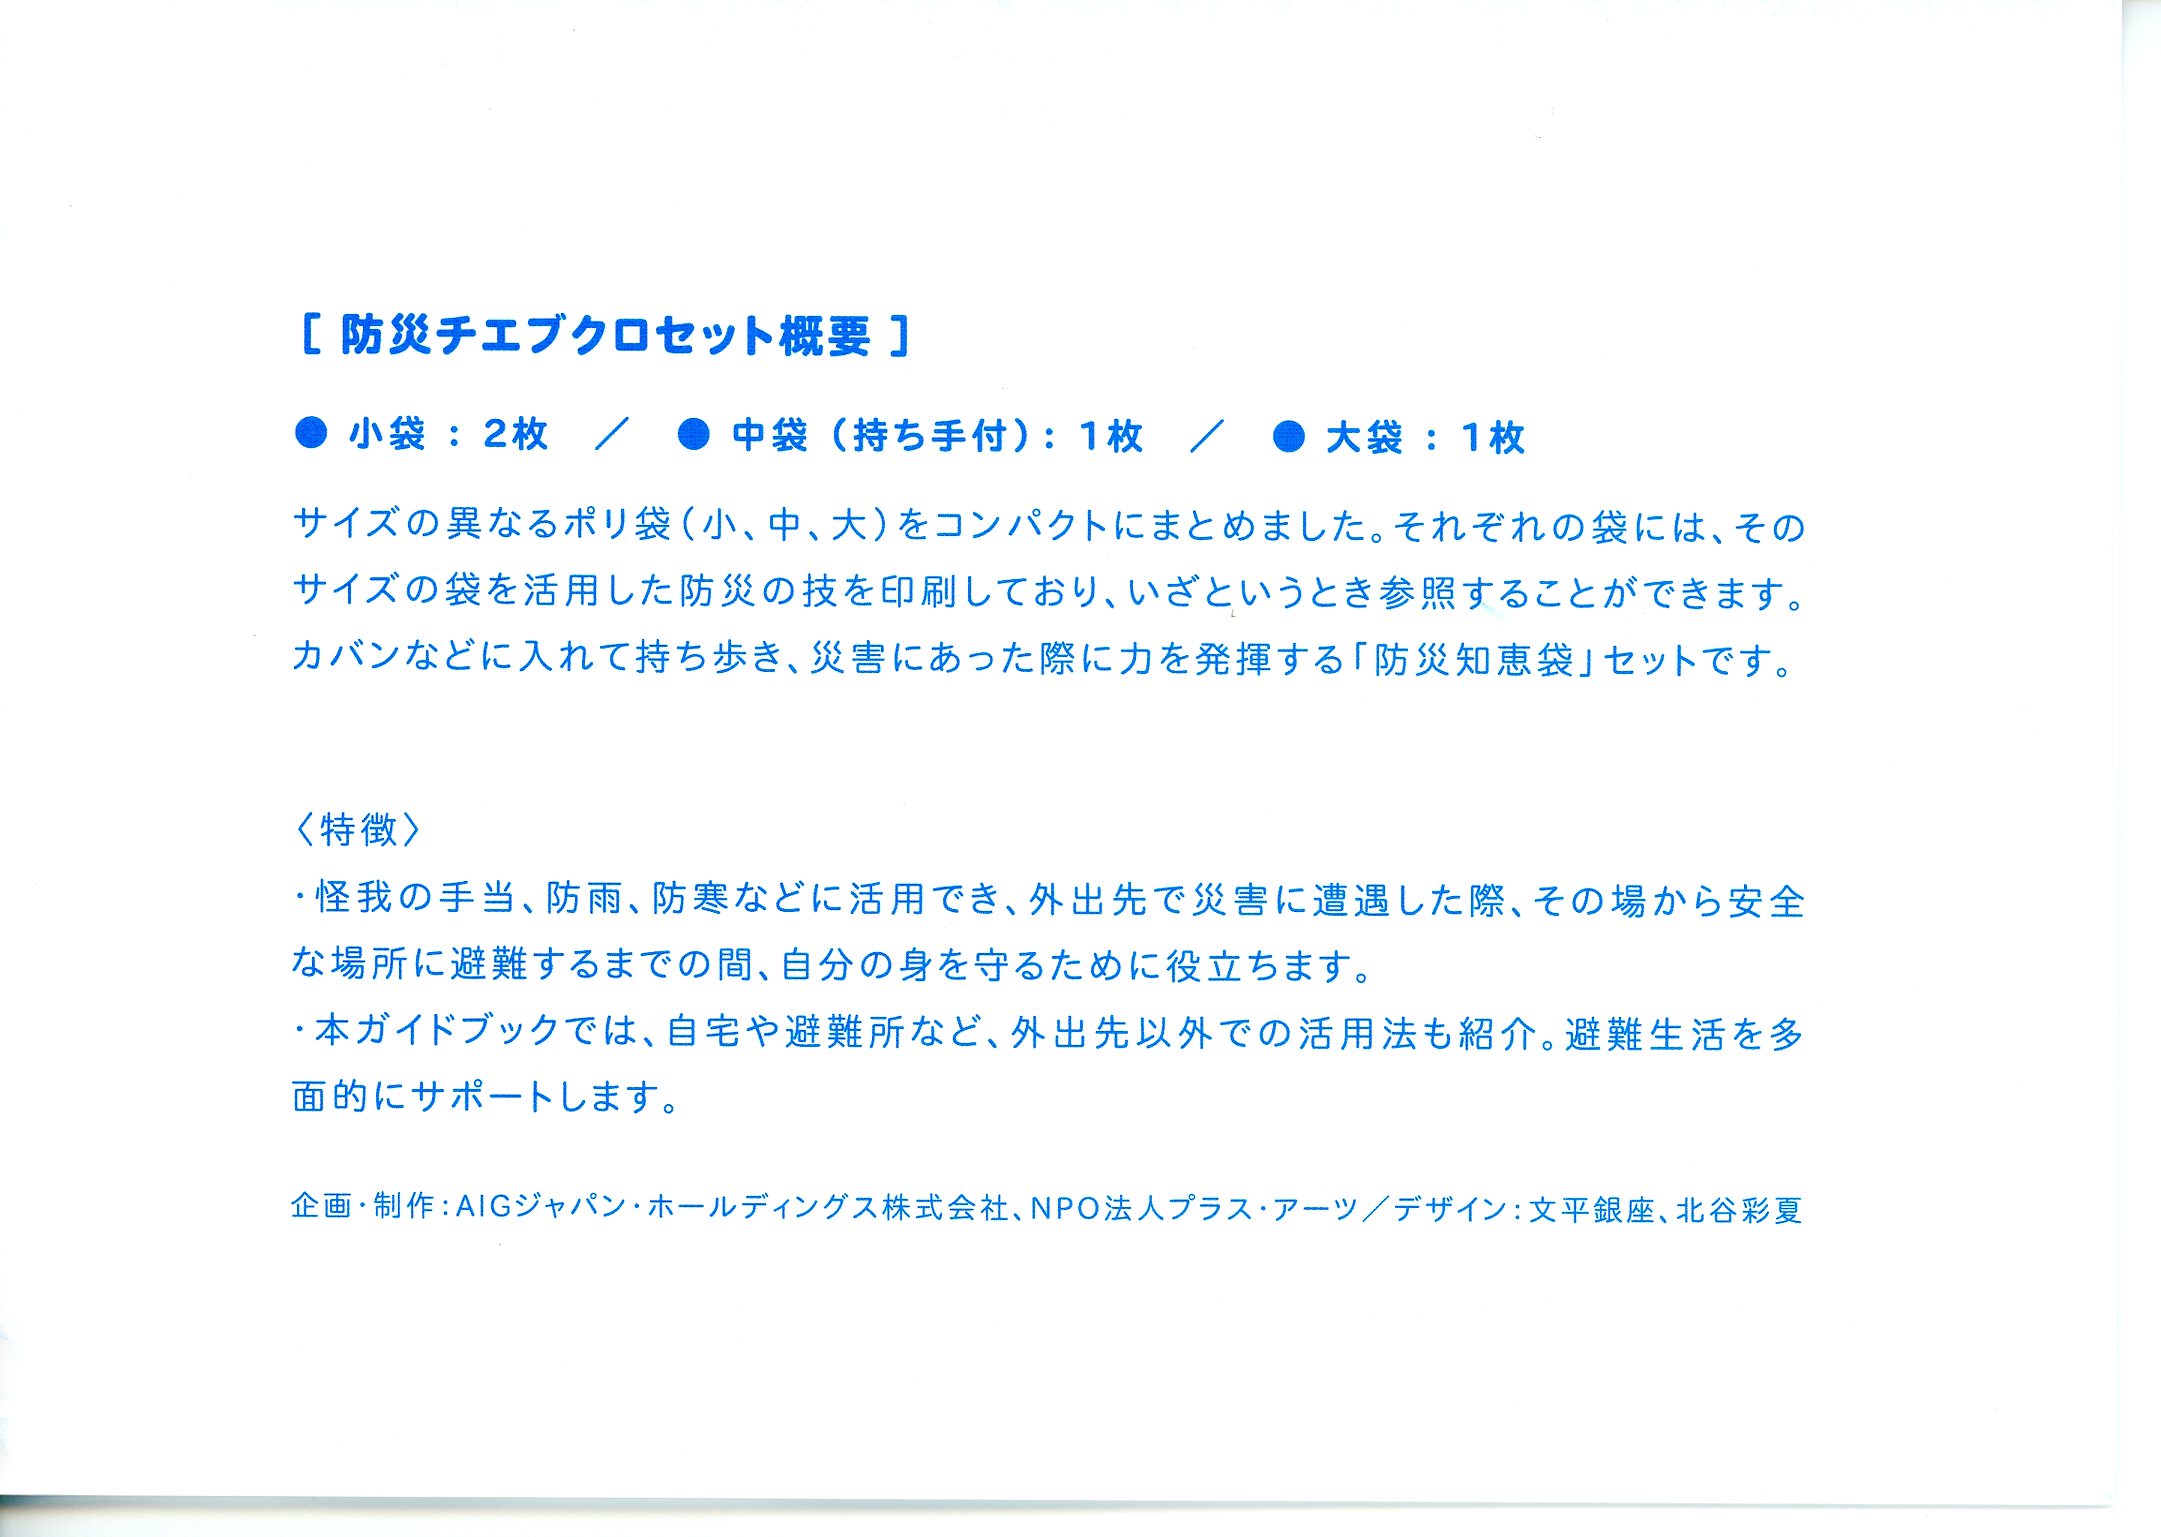 [ 防災チエブクロセット概要 ]
● 小袋 : 2枚 ／ ● 中袋（持ち手付）: 1枚 ／ ● 大袋 : 1枚
サイズの異なるポリ袋（小、中、大）をコンパクトにまとめました。それぞれの袋には、その
サイズの袋を活用した防災の技を印刷しており、いざというとき参照することができます。
カバンなどに入れて持ち歩き、災害にあった際に力を発揮する「防災知恵袋」セットです。
〈特徴〉
・怪我の手当、防雨、防寒などに活用でき、外出先で災害に遭遇した際、その場から安全
な場所に避難するまでの間、自分の身を守るために役立ちます。
・本ガイドブックでは、自宅や避難所など、外出先以外での活用法も紹介。避難生活を多
面的にサポートします。
企画・制作：AIGジャパン・ホールディングス株式会社、NPO法人プラス・アーツ／デザイン：文平銀座、北谷彩夏